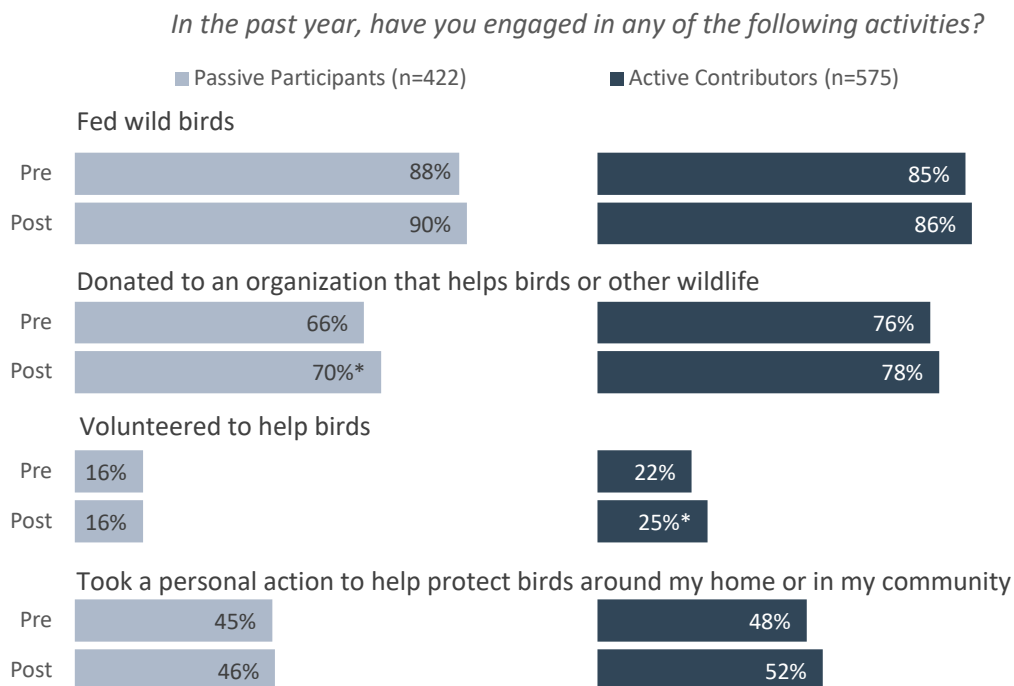 In the past year, have you engaged in any of the following activities?
Passive Participants (n=422) Active Contributors (n=575)
Fed wild birds
Pre 88% 85%
Post 90% 86%
Donated to an organization that helps birds or other wildlife
Pre 66% 76%
Post 70%* 78%
Volunteered to help birds
Pre 16% 22%
Post 16% 25%*
Took a personal action to help protect birds around my home or in my community
Pre 45% 48%
Post 46% 52%